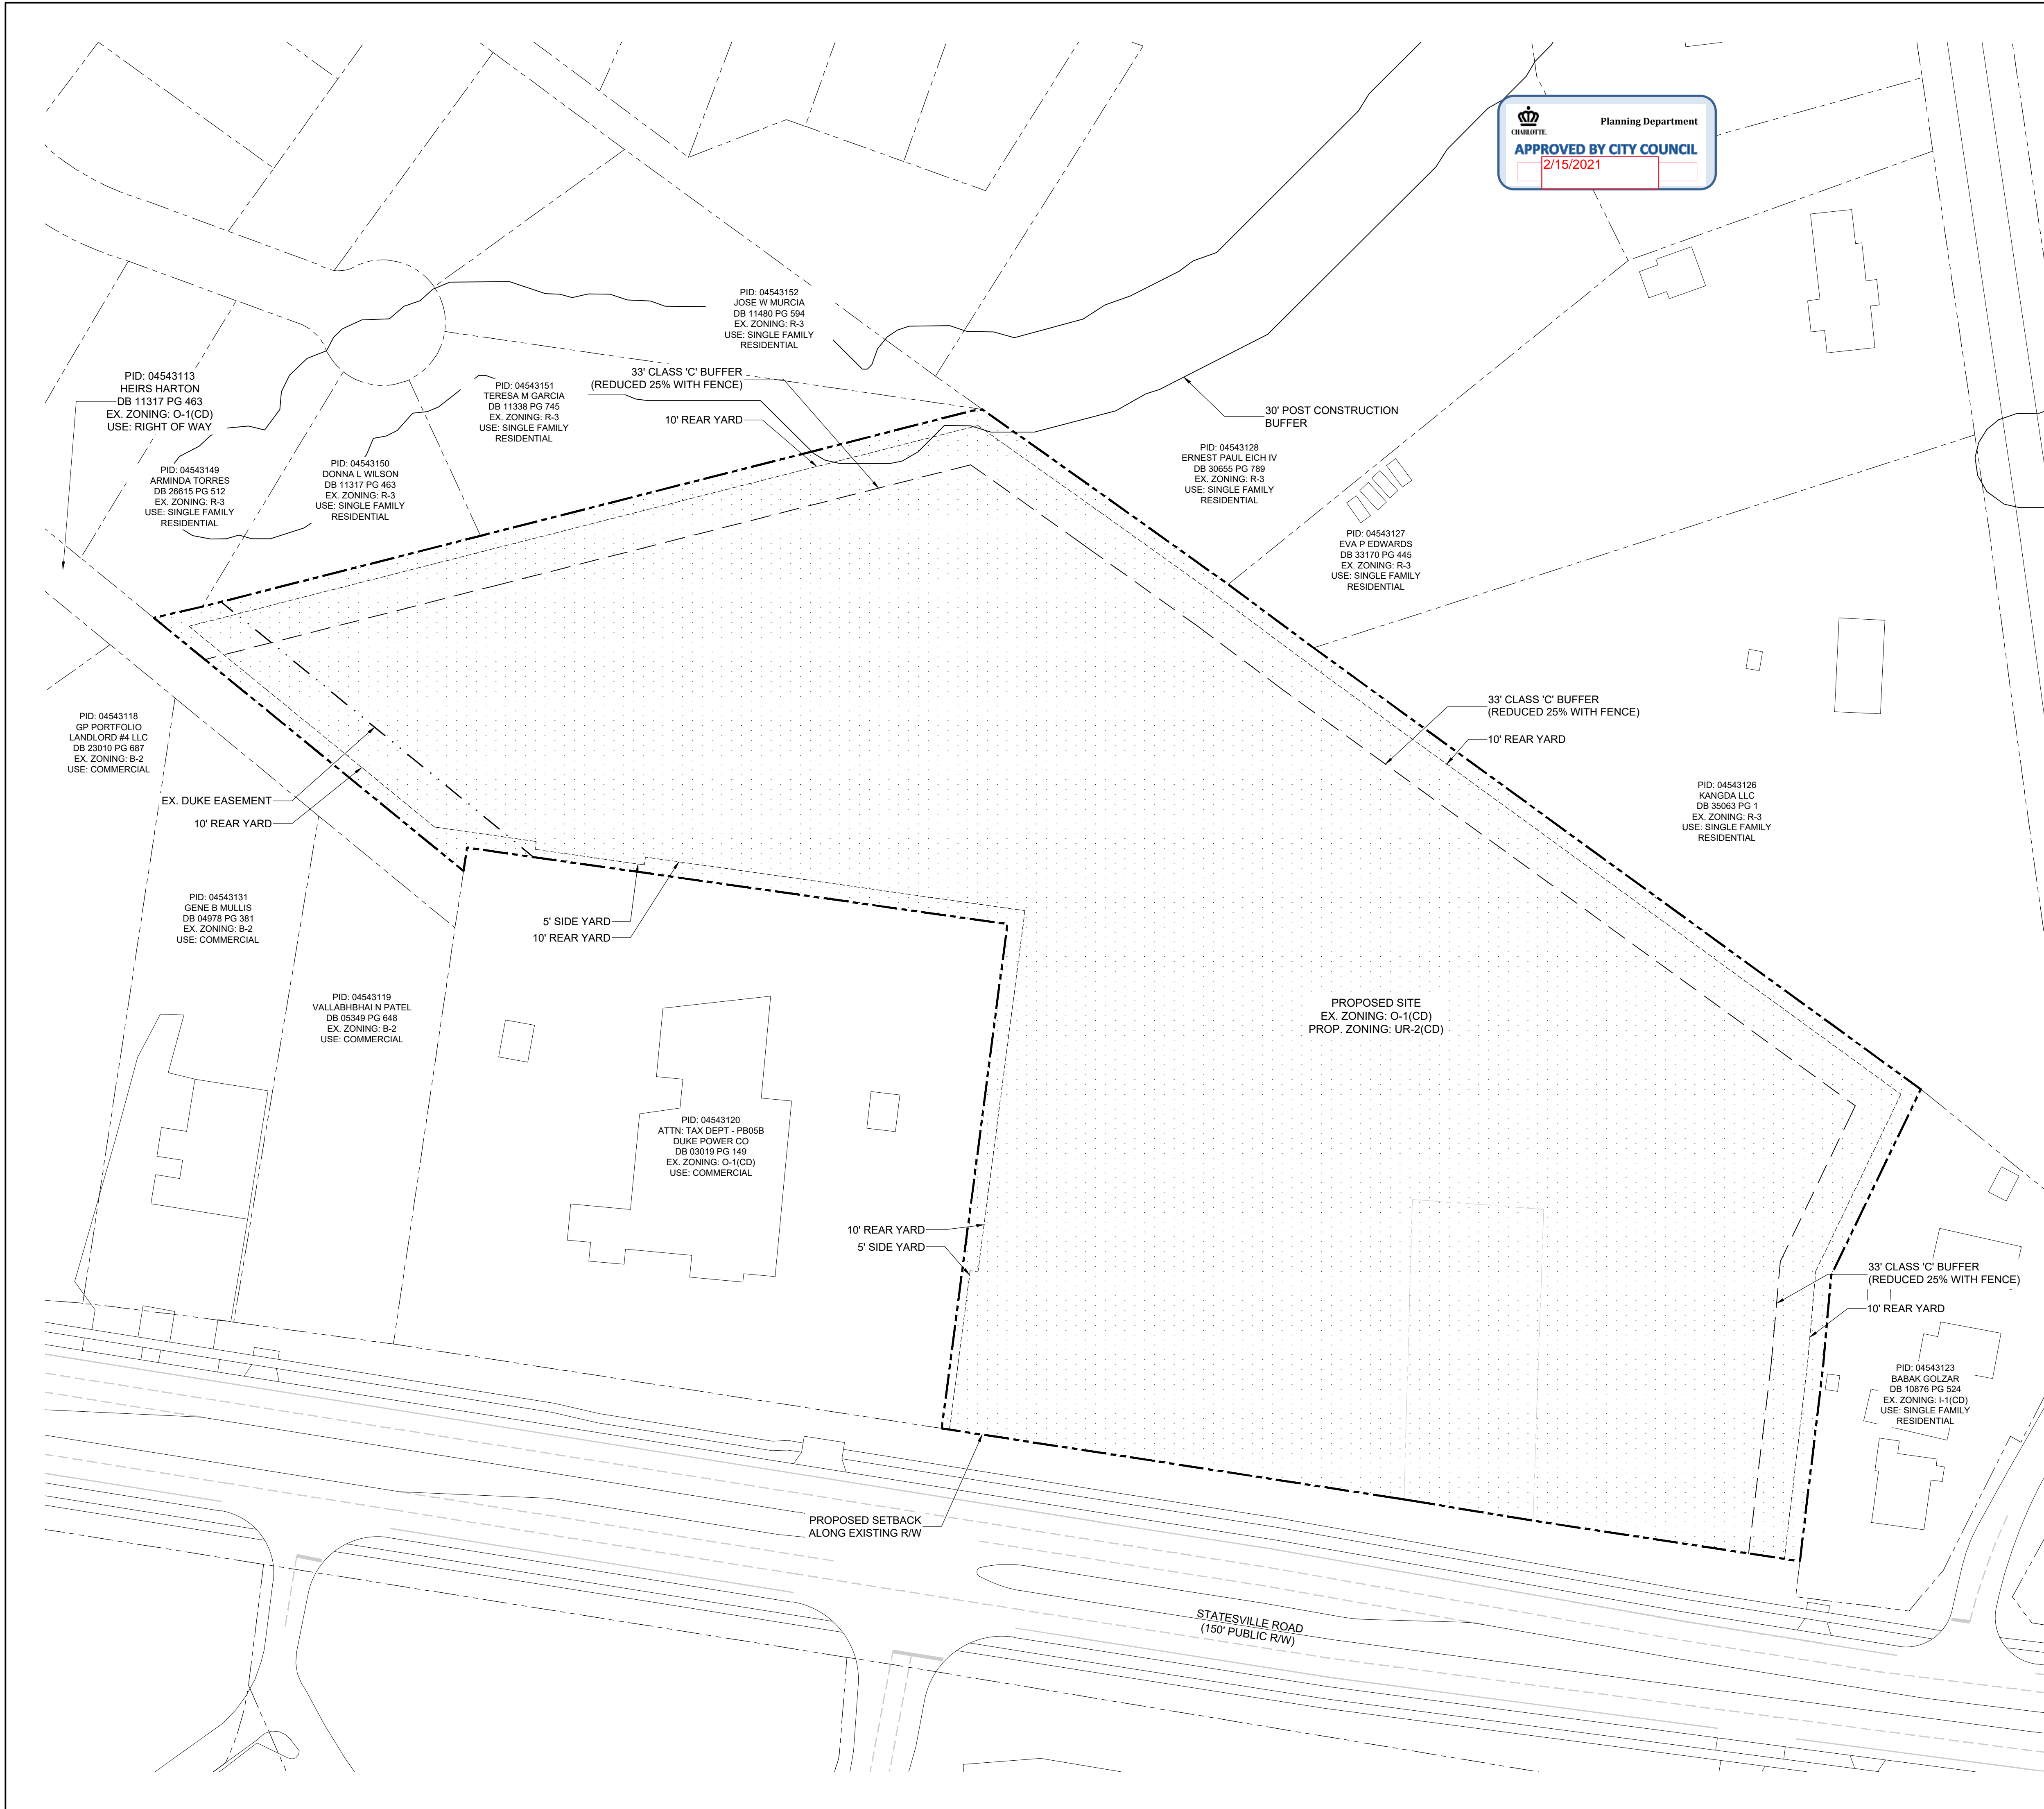 CHARLOTTE.
Planning Department
APPROVED BY CITY COUNCIL
2/15/2021
PID: 04543152
JOSE W MURCIA
DB 11480 PG 594
EX. ZONING: R-3
USE: SINGLE FAMILY
RESIDENTIAL
PID: 04543113
HEIRS HARTON
DB 11317 PG 463
EX. ZONING: O-1(CD)
USE: RIGHT OF WAY
33' CLASS 'C' BUFFER
(REDUCED 25% WITH FENCE)
10' REAR YARD
PID: 04543151
TERESA M GARCIA
DB 11338 PG 745
EX. ZONING: R-3
USE: SINGLE FAMILY
RESIDENTIAL
30' POST CONSTRUCTION
BUFFER
PID: 04543149
ARMINDA TORRES
DB 26615 PG 512
EX. ZONING: R-3
USE: SINGLE FAMILY
RESIDENTIAL
PID: 04543150
DONNA L WILSON
DB 11317 PG 463
EX. ZONING: R-3
USE: SINGLE FAMILY
RESIDENTIAL
PID: 04543128
ERNEST PAUL EICH IV
DB 30655 PG 789
EX. ZONING: R-3
USE: SINGLE FAMILY
RESIDENTIAL
PID: 04543127
EVA P EDWARDS
DB 33170 PG 445
EX. ZONING: R-3
USE: SINGLE FAMILY
RESIDENTIAL
33' CLASS 'C' BUFFER
(REDUCED 25% WITH FENCE)
10' REAR YARD
PID: 04543118
GP PORTFOLIO
LANDLORD #4 LLC
DB 23010 PG 687
EX. ZONING: B-2
USE: COMMERCIAL
EX. DUKE EASEMENT
10' REAR YARD
PID: 04543126
KANGDA LLC
DB 35063 PG 1
EX. ZONING: R-3
USE: SINGLE FAMILY
RESIDENTIAL
PID: 04543131
GENE B MULLIS
DB 04978 PG 381
EX. ZONING: B-2
USE: COMMERCIAL
5' SIDE YARD
10' REAR YARD
PID: 04543119
VALLABHBHAI N PATEL
DB 05349 PG 648
EX. ZONING: B-2
USE: COMMERCIAL
PROPOSED SITE
EX. ZONING: O-1(CD)
PROP. ZONING: UR-2(CD)
PID: 04543120
ATTN: TAX DEPT - PB05B
DUKE POWER CO
DB 03019 PG 149
EX. ZONING: O-1(CD)
USE: COMMERCIAL
10' REAR YARD
5' SIDE YARD
33' CLASS 'C' BUFFER
(REDUCED 25% WITH FENCE)
10' REAR YARD
PID: 04543123
BABAK GOLZAR
DB 10876 PG 524
EX. ZONING: I-1(CD)
USE: SINGLE FAMILY
RESIDENTIAL
PROPOSED SETBACK
ALONG EXISTING R/W
STATESVILLE ROAD
(150' PUBLIC R/W)